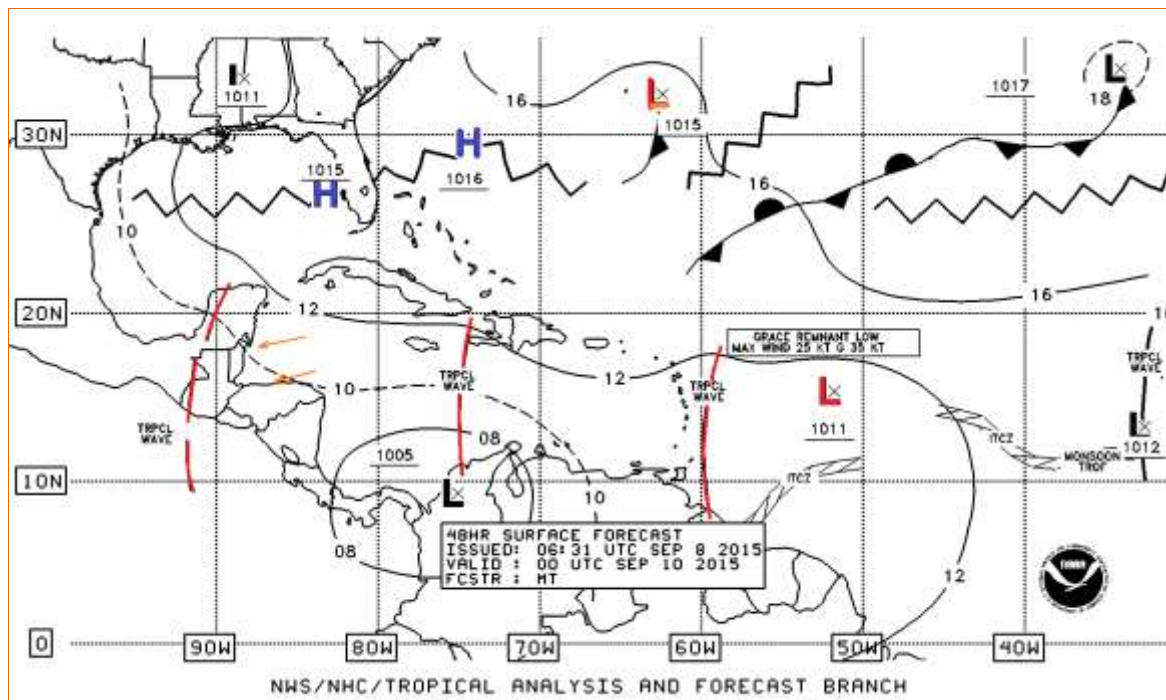 L
1011
16
L
1015
1017
L
18
30N
H
1015
H
1016
16
10
20N
12
16
GRACE REMNANT LOW
MAX WIND 25 KT G 35 KT
TRPCL
WAVE
10
12
TRPCL
WAVE
TRPCL
WAVE
L
1011
TRPCL
WAVE
08
1005
ITCZ
L
1012
MONSOON
TROF
10N
L
10
ITCZ
48HR SURFACE FORECAST
ISSUED: 06:31 UTC SEP 8 2015
VALID : 00 UTC SEP 10 2015
FCSTR : MT
08
12
NOAA
0
90W
80W
70W
60W
50W
40W
NWS/NHC/TROPICAL ANALYSIS AND FORECAST BRANCH